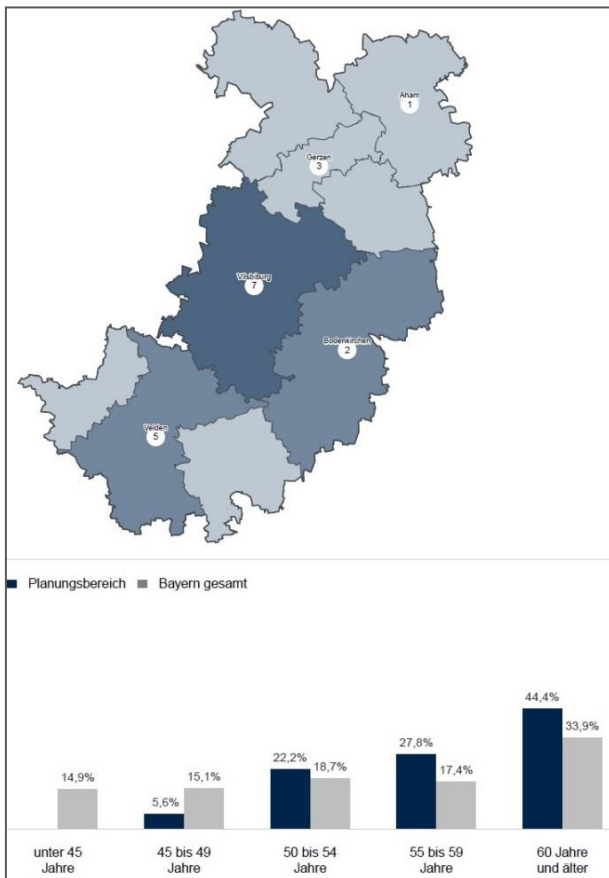 Aham
1
Gerzen
3
Vilsbiburg
7
Bodenkirchen
2
Velden
5
Planungsbereich Bayern gesamt
14,9%
5,6% 15,1%
22,2% 18,7%
27,8% 17,4%
44,4% 33,9%
unter 45 45 bis 49 50 bis 54 55 bis 59 60 Jahre
Jahre Jahre Jahre Jahre und älter